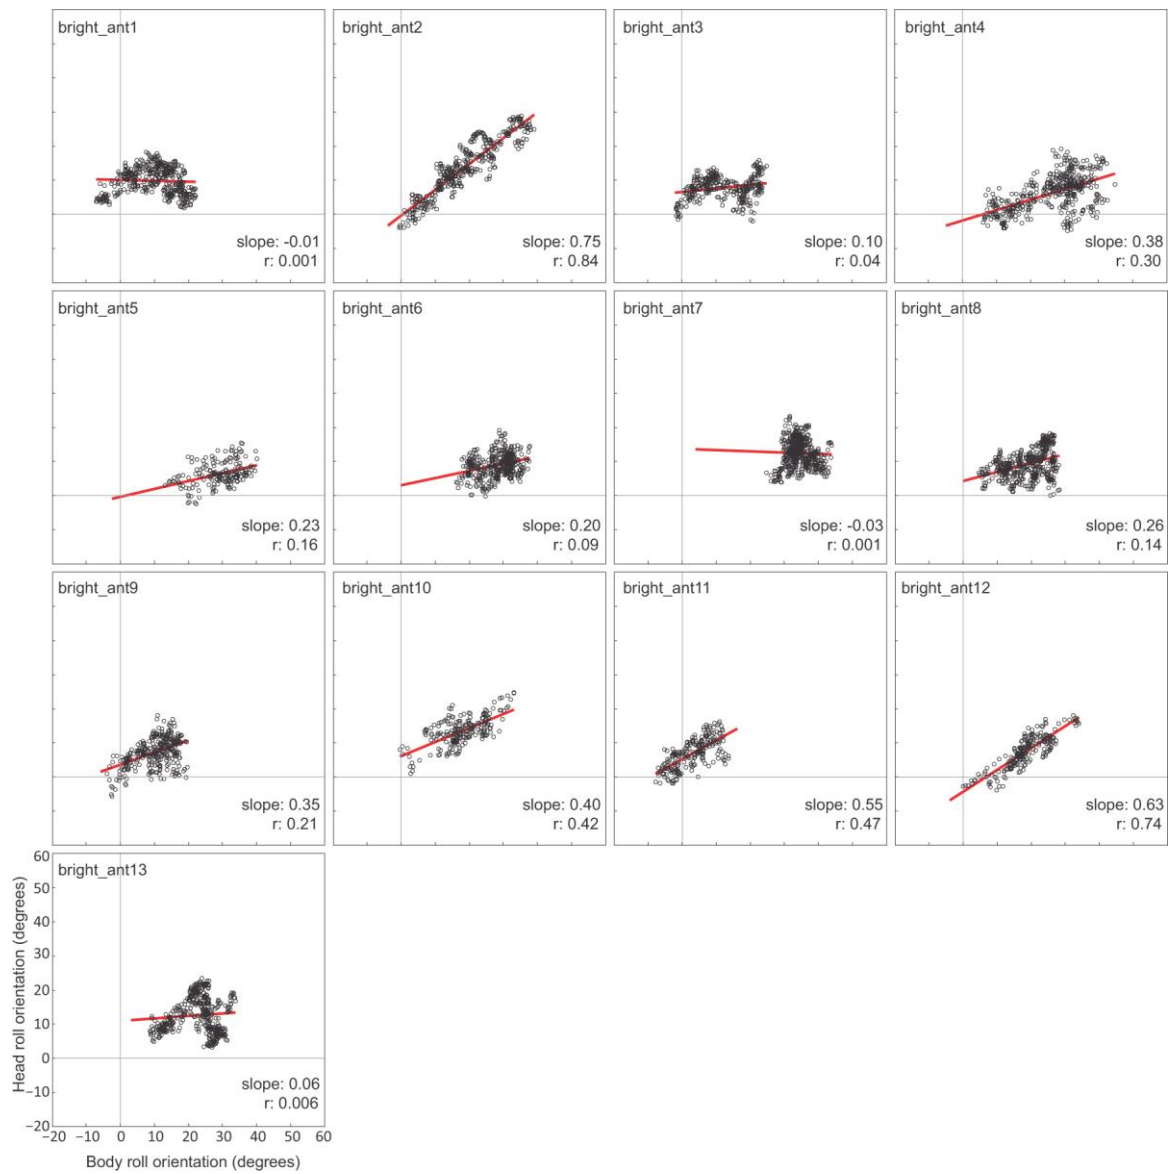 bright_ant1
slope: -0.01
r: 0.001
bright_ant2
slope: 0.75
r: 0.84
bright_ant3
slope: 0.10
r: 0.04
bright_ant4
slope: 0.38
r: 0.30
bright_ant5
slope: 0.23
r: 0.16
bright_ant6
slope: 0.20
r: 0.09
bright_ant7
slope: -0.03
r: 0.001
bright_ant8
slope: 0.26
r: 0.14
bright_ant9
slope: 0.35
r: 0.21
bright_ant10
slope: 0.40
r: 0.42
bright_ant11
slope: 0.55
r: 0.47
bright_ant12
slope: 0.63
r: 0.74
bright_ant13
slope: 0.06
r: 0.006
Head roll orientation (degrees)
60
50
40
30
20
10
0
−10
−20
−20 −10 0 10 20 30 40 50 60
Body roll orientation (degrees)